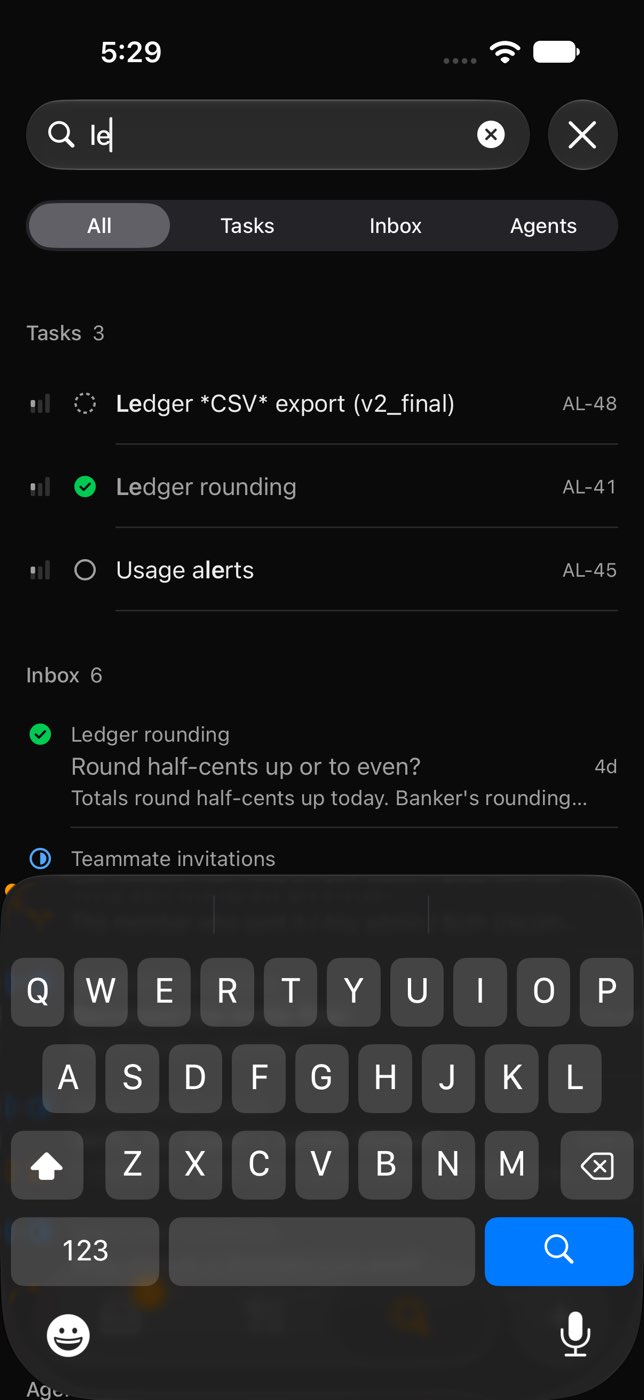 5:29
le
All Tasks Inbox Agents
Tasks 3
Ledger *CSV* export (v2_final) AL-48
Ledger rounding AL-41
Usage alerts AL-45
Inbox 6
Ledger rounding
Round half-cents up or to even? 4d
Totals round half-cents up today. Banker's rounding...
Teammate invitations
Q W E R T Y U I O P
A S D F G H J K L
Z X C V B N M
123